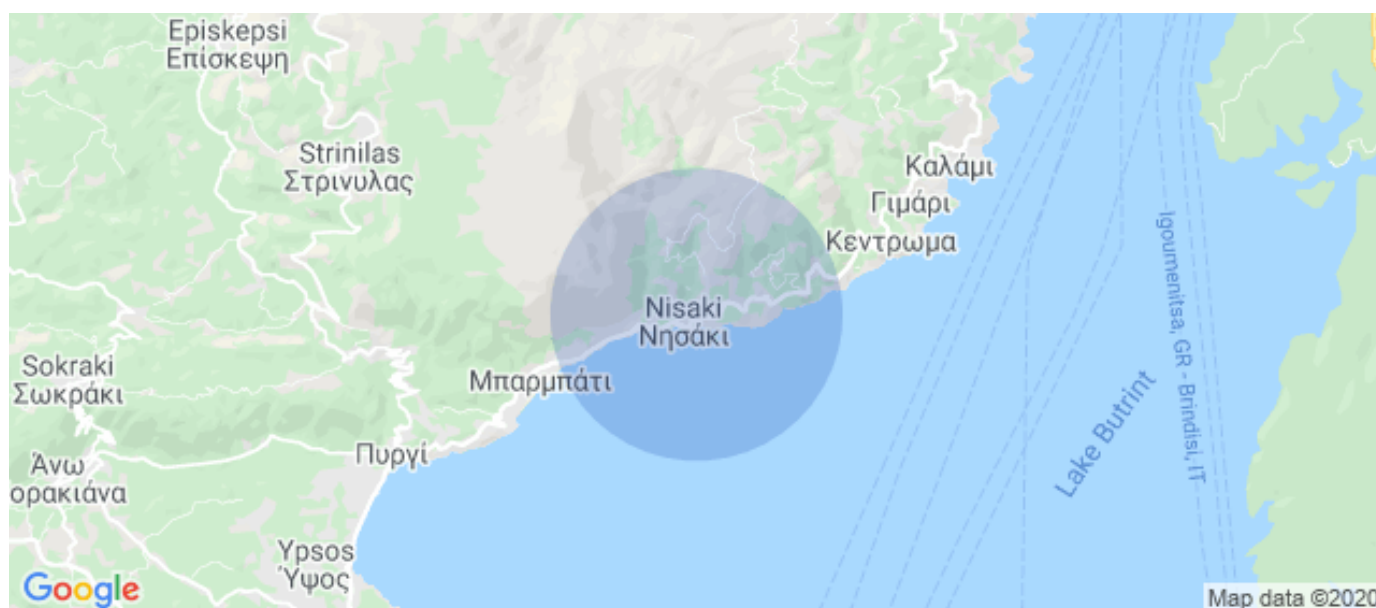 Episkepsi
Επίσκεψη
Strinilas
Στρινυλας
Καλάμι
Γιμάρι
Κεντρωμα
Igoumenitsa, GR - Brindisi, IT
Nisaki
Νησάκι
Sokraki
Σωκράκι
Μπαρμπάτι
Lake Butrint
Πυργί
Άνω
ορακιάνα
Ypsos
Ύψος
Google
Map data ©2020